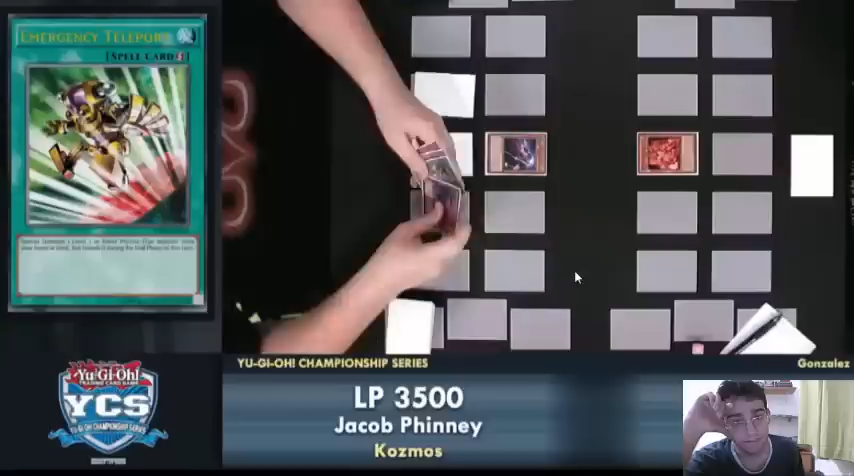 EMERGENCY TELEPORT
[SPELL CARD
YU-GI-OH! CHAMPIONSHIP SERIES
Gonzalez
Yu-Gi-Oh!
TRADING CARD GAME
YCS
YU-GI-OH! CHAMPIONSHIP SERIES
LP 3500
Jacob Phinney
Kozmos